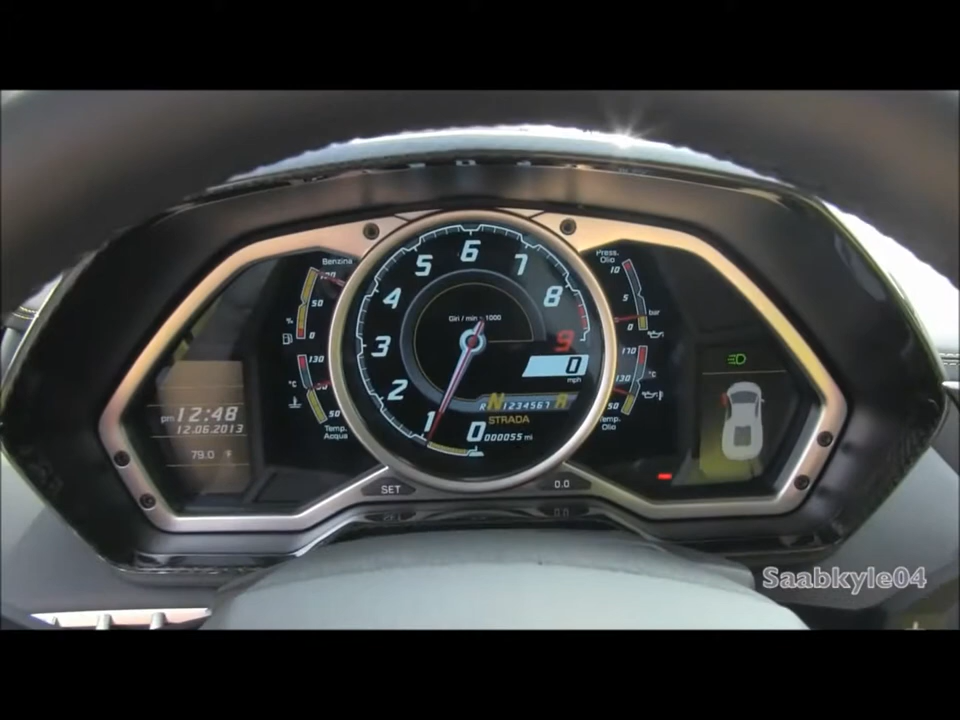 Benzina
100
50
%
0
130
°C
50
Temp.
Acqua
pm 12:48
12.06.2013
79.0 °F
0
1
2
3
4
5
6
7
8
9
Giri / min × 1000
0
mph
N
A
R 1234567
STRADA
000055 mi
SET
0.0
Press.
Olio
10
5
bar
0
170
°C
130
50
Temp.
Olio
Saabkyle04